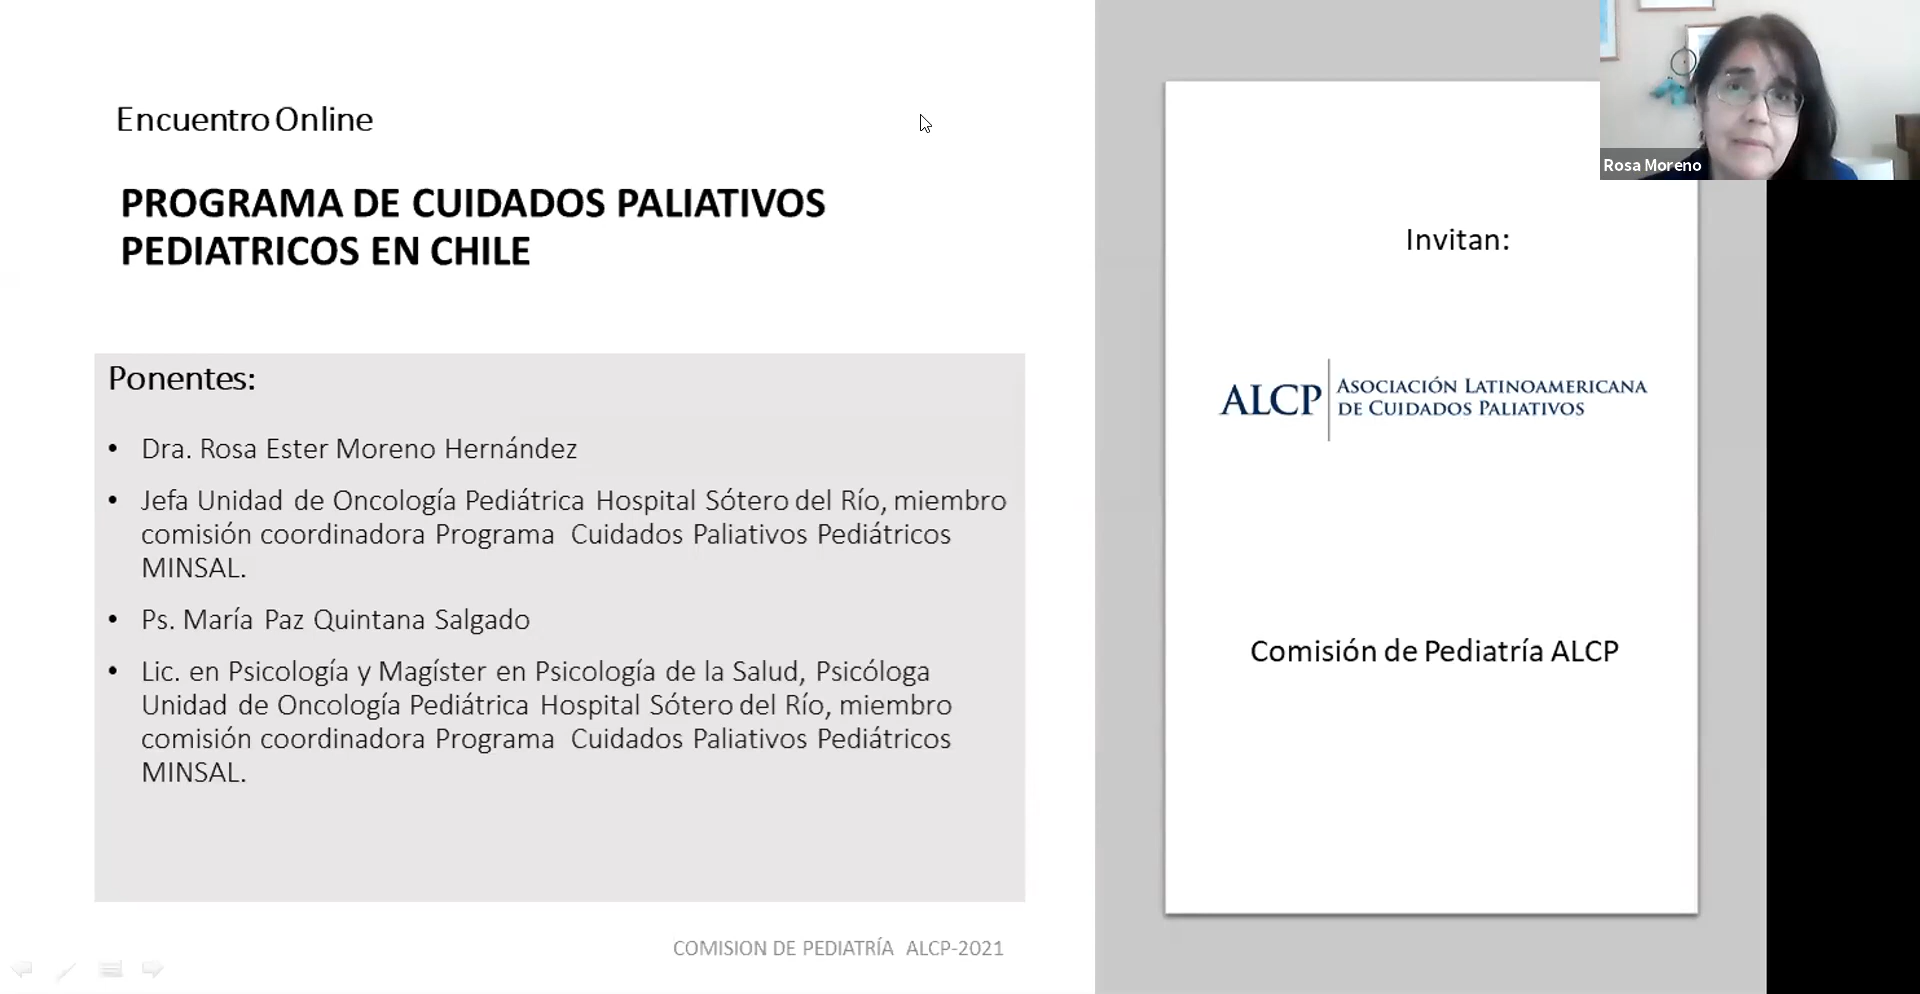 Encuentro Online
PROGRAMA DE CUIDADOS PALIATIVOS
PEDIATRICOS EN CHILE
Ponentes:
• Dra. Rosa Ester Moreno Hernández
• Jefa Unidad de Oncología Pediátrica Hospital Sótero del Río, miembro
comisión coordinadora Programa Cuidados Paliativos Pediátricos
MINSAL.
• Ps. María Paz Quintana Salgado
• Lic. en Psicología y Magíster en Psicología de la Salud, Psicóloga
Unidad de Oncología Pediátrica Hospital Sótero del Río, miembro
comisión coordinadora Programa Cuidados Paliativos Pediátricos
MINSAL.
COMISION DE PEDIATRÍA ALCP-2021
Rosa Moreno
Invitan:
ALCP
ASOCIACIÓN LATINOAMERICANA
DE CUIDADOS PALIATIVOS
Comisión de Pediatría ALCP